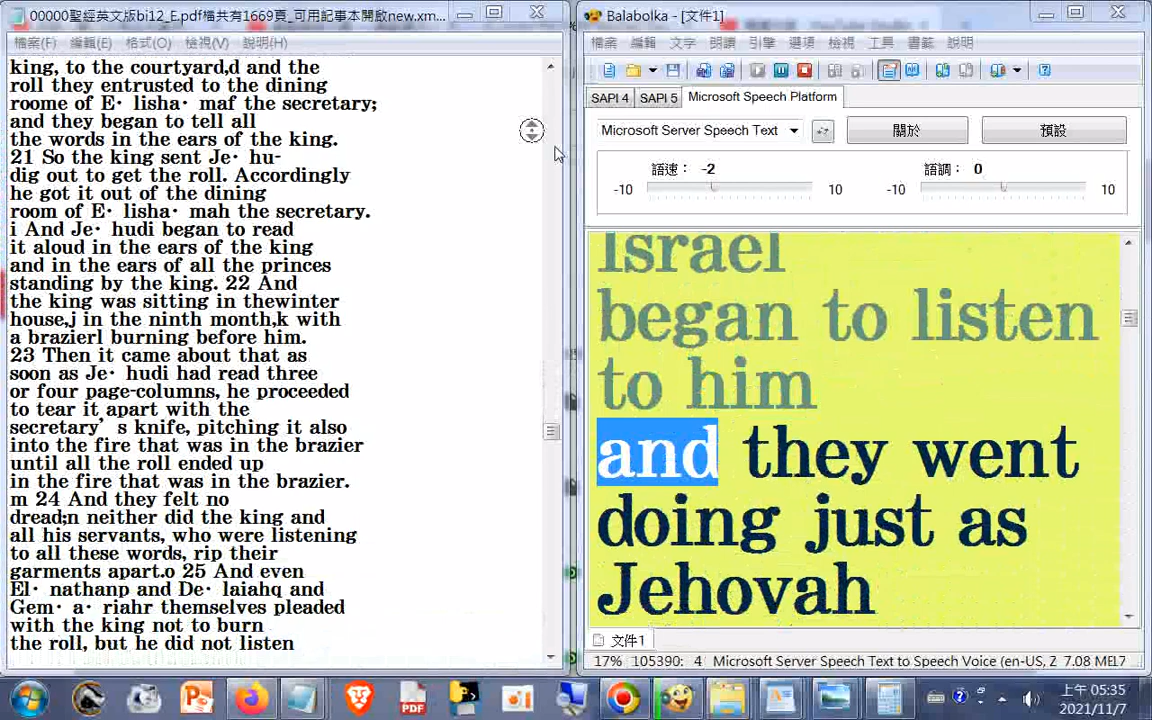 00000聖經英文版bi12_E.pdf檔共有1669頁_可用記事本開啟new.xm...
檔案(F) 編輯(E) 格式(O) 檢視(V) 說明(H)
king, to the courtyard,d and the
roll they entrusted to the dining
roome of E· lisha· maf the secretary;
and they began to tell all
the words in the ears of the king.
21 So the king sent Je· hu-
dig out to get the roll. Accordingly
he got it out of the dining
room of E· lisha· mah the secretary.
i And Je· hudi began to read
it aloud in the ears of the king
and in the ears of all the princes
standing by the king. 22 And
the king was sitting in thewinter
house,j in the ninth month,k with
a brazierl burning before him.
23 Then it came about that as
soon as Je· hudi had read three
or four page-columns, he proceeded
to tear it apart with the
secretary’s knife, pitching it also
into the fire that was in the brazier
until all the roll ended up
in the fire that was in the brazier.
m 24 And they felt no
dread;n neither did the king and
all his servants, who were listening
to all these words, rip their
garments apart.o 25 And even
El· nathanp and De· laiahq and
Gem· a· riahr themselves pleaded
with the king not to burn
the roll, but he did not listen
Balabolka - [文件1]
檔案 編輯 文字 朗讀 引擎 選項 檢視 工具 書籤 說明
SAPI 4 SAPI 5 Microsoft Speech Platform
Microsoft Server Speech Text 關於 預設
語速： -2 語調： 0
-10 10 -10 10
Israel
began to listen
to him
and they went
doing just as
Jehovah
文件1
17% 105390: 4 Microsoft Server Speech Text to Speech Voice (en-US, Z 7.08 ME
上午 05:35
2021/11/7